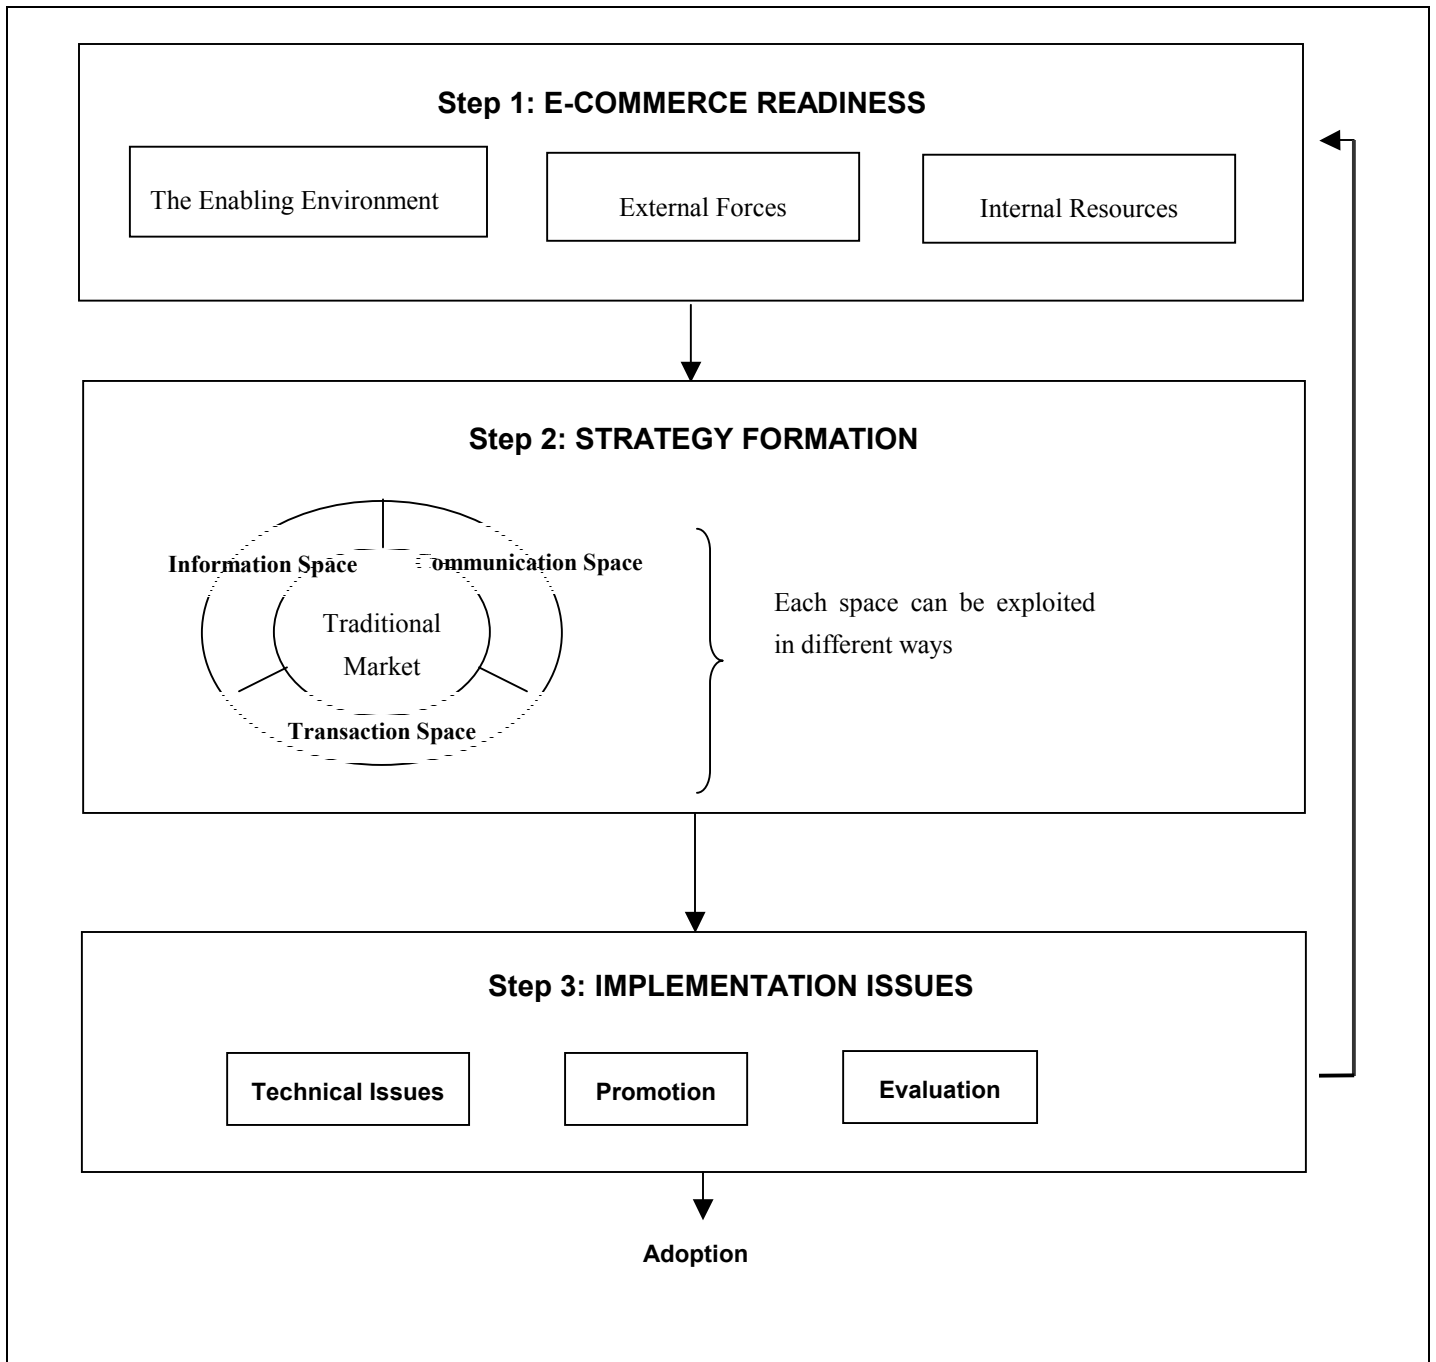 Step 1: E-COMMERCE READINESS
The Enabling Environment
External Forces
Internal Resources
Step 2: STRATEGY FORMATION
Information Space
Communication Space
Traditional
Market
Transaction Space
Each space can be exploited
in different ways
Step 3: IMPLEMENTATION ISSUES
Technical Issues
Promotion
Evaluation
Adoption